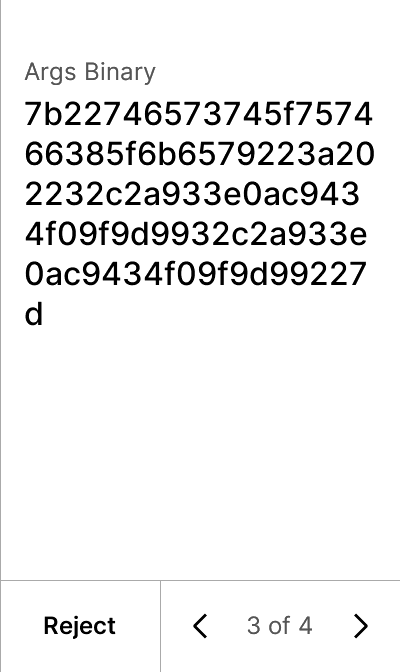 Args Binary
7b22746573745f7574
66385f6b6579223a20
2232c2a933e0ac943
4f09f9d9932c2a933e
0ac9434f09f9d99227
d
Reject
3 of 4